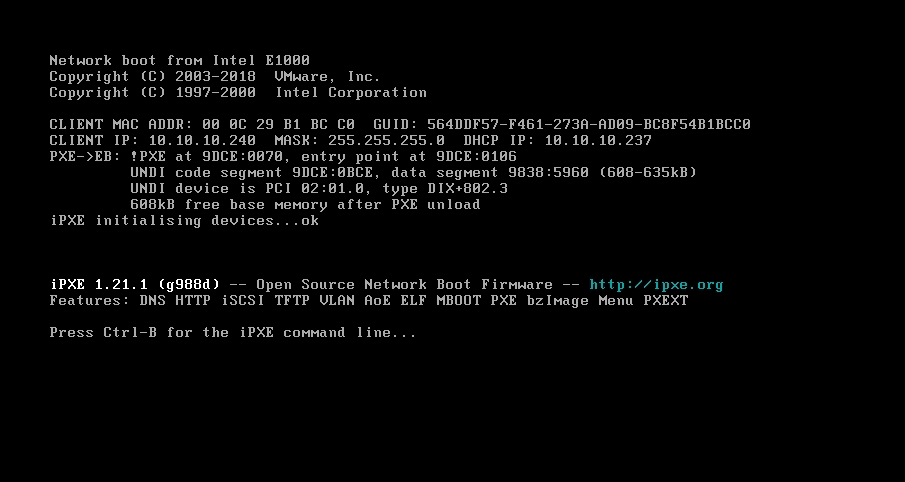 Network boot from Intel E1000
Copyright (C) 2003-2018  VMware, Inc.
Copyright (C) 1997-2000  Intel Corporation
CLIENT MAC ADDR: 00 0C 29 B1 BC C0  GUID: 564DDF57-F461-273A-AD09-BC8F54B1BCC0
CLIENT IP: 10.10.10.240  MASK: 255.255.255.0  DHCP IP: 10.10.10.237
PXE->EB: !PXE at 9DCE:0070, entry point at 9DCE:0106
UNDI code segment 9DCE:0BCE, data segment 9838:5960 (608-635kB)
UNDI device is PCI 02:01.0, type DIX+802.3
608kB free base memory after PXE unload
iPXE initialising devices...ok
iPXE 1.21.1 (g988d) -- Open Source Network Boot Firmware -- http://ipxe.org
Features: DNS HTTP iSCSI TFTP VLAN AoE ELF MBOOT PXE bzImage Menu PXEXT
Press Ctrl-B for the iPXE command line...